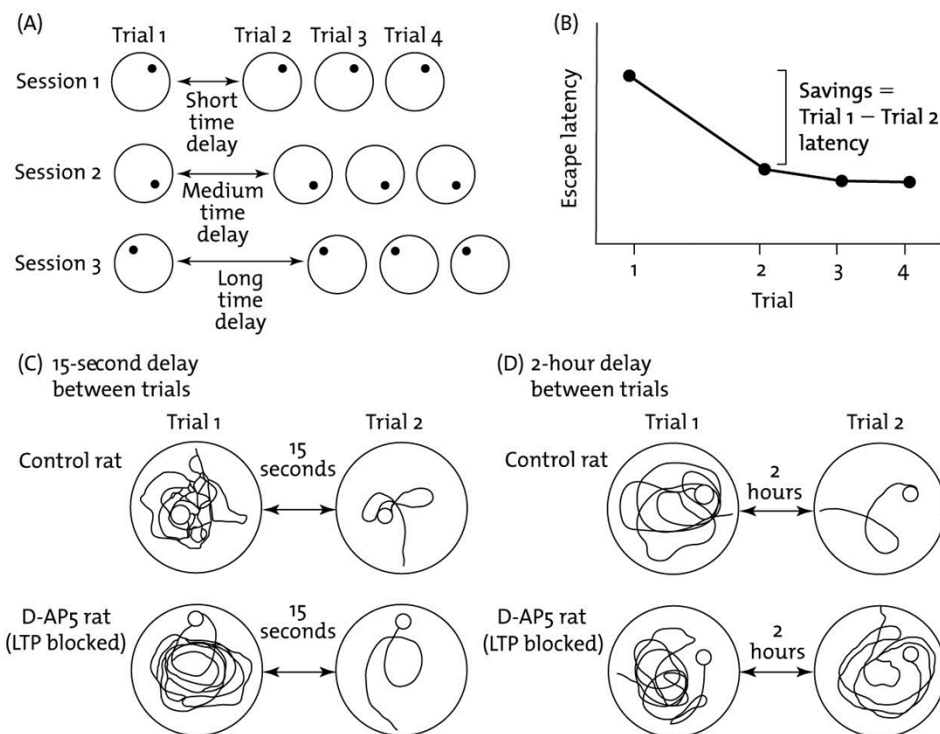 (A)
Trial 1 Trial 2 Trial 3 Trial 4
Session 1
Short
time
delay
Session 2
Medium
time
delay
Session 3
Long
time
delay
(B)
Escape latency
Savings =
Trial 1 – Trial 2
latency
1 2 3 4
Trial
(C) 15-second delay
between trials
Trial 1 Trial 2
Control rat
15
seconds
D-AP5 rat
(LTP blocked)
15
seconds
(D) 2-hour delay
between trials
Trial 1 Trial 2
Control rat
2
hours
D-AP5 rat
(LTP blocked)
2
hours